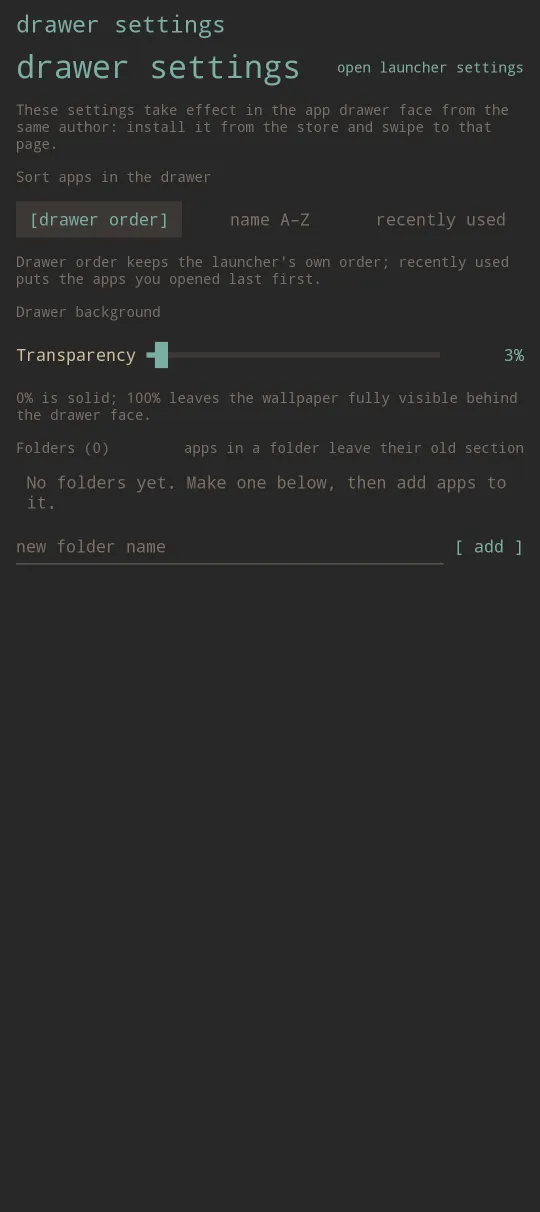 drawer settings
drawer settings
open launcher settings
These settings take effect in the app drawer face from the
same author: install it from the store and swipe to that
page.
Sort apps in the drawer
[drawer order] name A–Z recently used
Drawer order keeps the launcher's own order; recently used
puts the apps you opened last first.
Drawer background
Transparency 3%
0% is solid; 100% leaves the wallpaper fully visible behind
the drawer face.
Folders (0) apps in a folder leave their old section
No folders yet. Make one below, then add apps to
it.
new folder name [ add ]